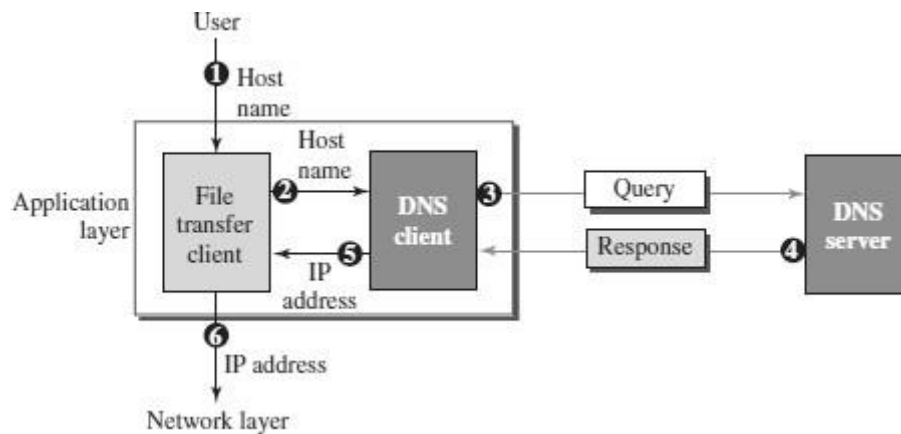 User
1 Host
name
Host
name
Application
layer
File
transfer
client
2
DNS
client
3
Query
DNS
server
Response
4
5
IP
address
6
IP address
Network layer